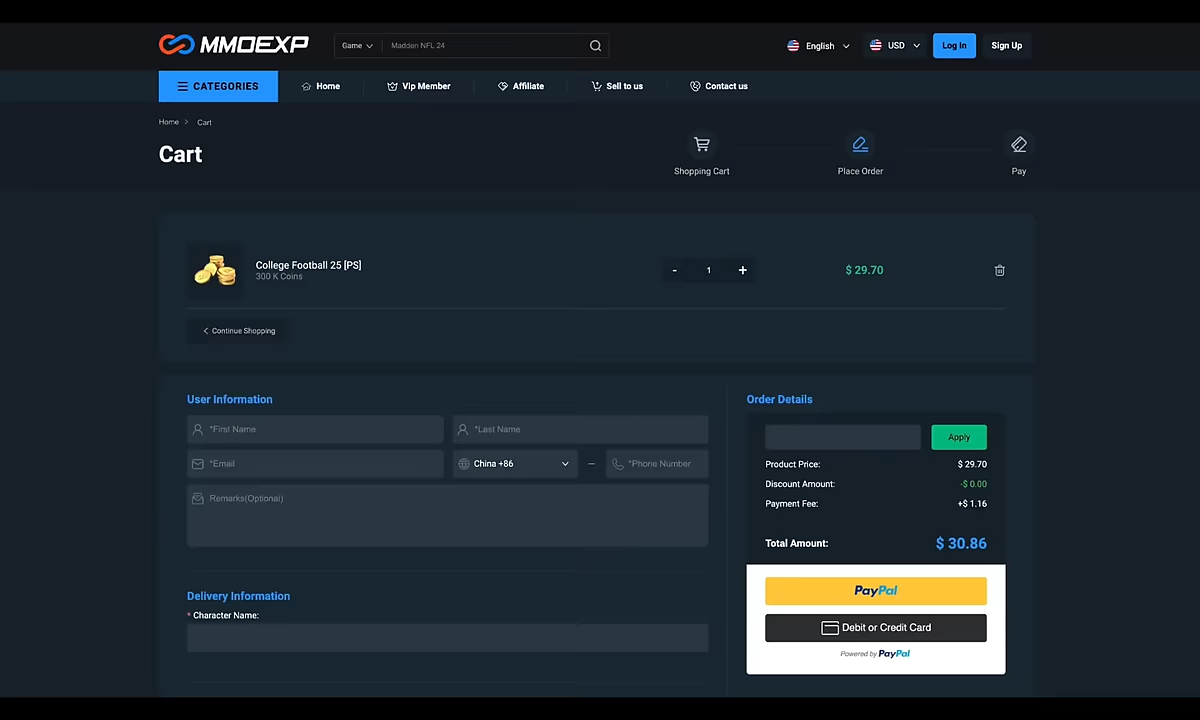 MMOEXP
Game
Madden NFL 24
English
USD
Log In
Sign Up
CATEGORIES
Home
Vip Member
Affiliate
Sell to us
Contact us
Home > Cart
Cart
Shopping Cart
Place Order
Pay
College Football 25 [PS]
300 K Coins
- 1 +
$ 29.70
< Continue Shopping
User Information
*First Name
*Last Name
*Email
China +86
–
*Phone Number
Remarks(Optional)
Delivery Information
* Character Name:
Order Details
Apply
Product Price: $ 29.70
Discount Amount: -$ 0.00
Payment Fee: +$ 1.16
Total Amount: $ 30.86
PayPal
Debit or Credit Card
Powered by PayPal